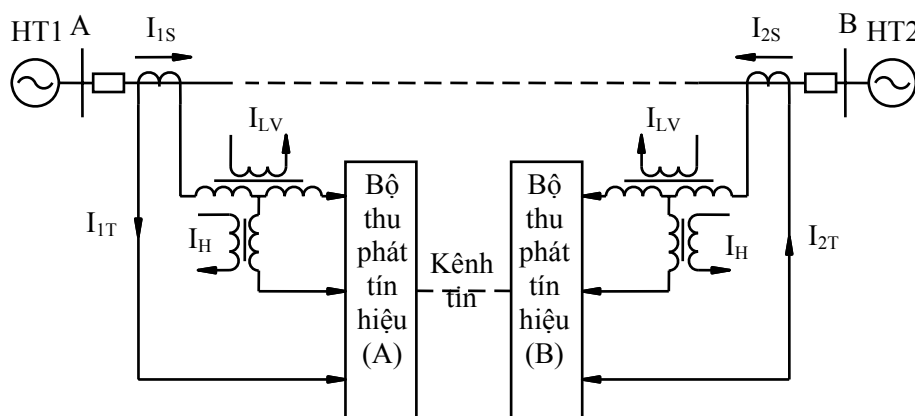 HT1 A I1S I2S B HT2
ILV ILV
I1T IH IH I2T
Bộ
thu
phát
tín
hiệu
(A)
Kênh
tin
Bộ
thu
phát
tín
hiệu
(B)